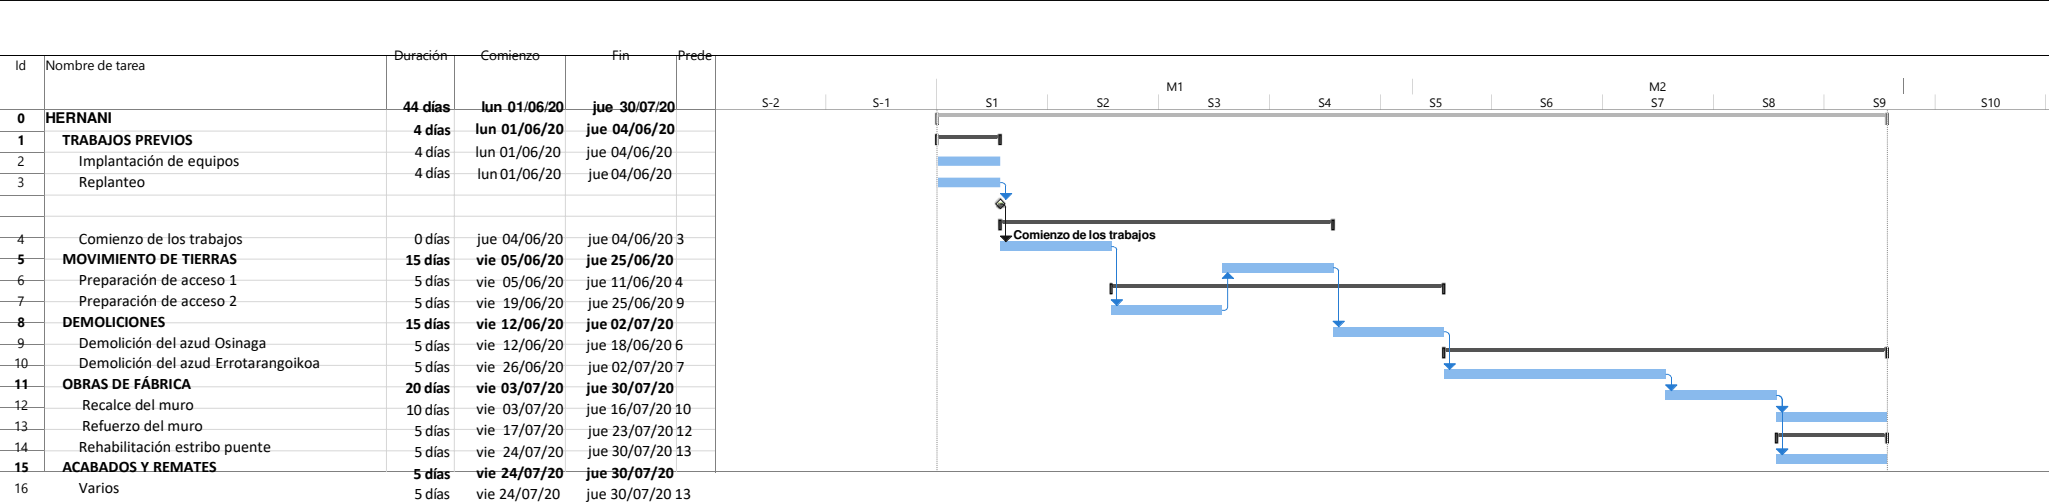 Duración Comienzo Fin Prede
Id Nombre de tarea
M1 M2
S-2 S-1 S1 S2 S3 S4 S5 S6 S7 S8 S9 S10
0 HERNANI 44 días lun 01/06/20 jue 30/07/20
1 TRABAJOS PREVIOS 4 días lun 01/06/20 jue 04/06/20
2 Implantación de equipos 4 días lun 01/06/20 jue 04/06/20
3 Replanteo 4 días lun 01/06/20 jue 04/06/20
Comienzo de los trabajos
4 Comienzo de los trabajos 0 días jue 04/06/20 jue 04/06/20 3
5 MOVIMIENTO DE TIERRAS 15 días vie 05/06/20 jue 25/06/20
6 Preparación de acceso 1 5 días vie 05/06/20 jue 11/06/20 4
7 Preparación de acceso 2 5 días vie 19/06/20 jue 25/06/20 9
8 DEMOLICIONES 15 días vie 12/06/20 jue 02/07/20
9 Demolición del azud Osinaga 5 días vie 12/06/20 jue 18/06/20 6
10 Demolición del azud Errotarangoikoa 5 días vie 26/06/20 jue 02/07/20 7
11 OBRAS DE FÁBRICA 20 días vie 03/07/20 jue 30/07/20
12 Recalce del muro 10 días vie 03/07/20 jue 16/07/20 10
13 Refuerzo del muro 5 días vie 17/07/20 jue 23/07/20 12
14 Rehabilitación estribo puente 5 días vie 24/07/20 jue 30/07/20 13
15 ACABADOS Y REMATES 5 días vie 24/07/20 jue 30/07/20
16 Varios 5 días vie 24/07/20 jue 30/07/20 13